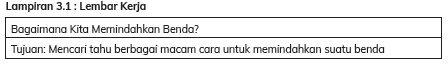 Lampiran 3.1 : Lembar Kerja
Bagaimana Kita Memindahkan Benda?
Tujuan: Mencari tahu berbagai macam cara untuk memindahkan suatu benda